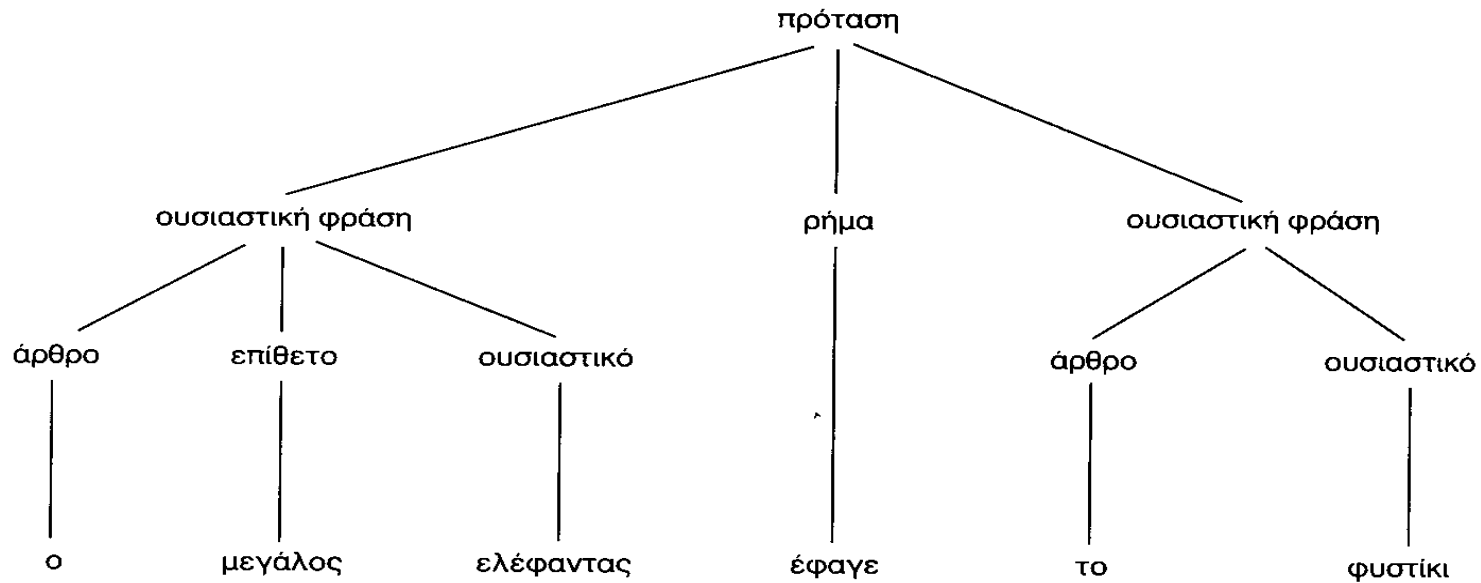 πρόταση
ουσιαστική φράση ρήμα ουσιαστική φράση
άρθρο επίθετο ουσιαστικό άρθρο ουσιαστικό
ο μεγάλος ελέφαντας έφαγε το φυστίκι